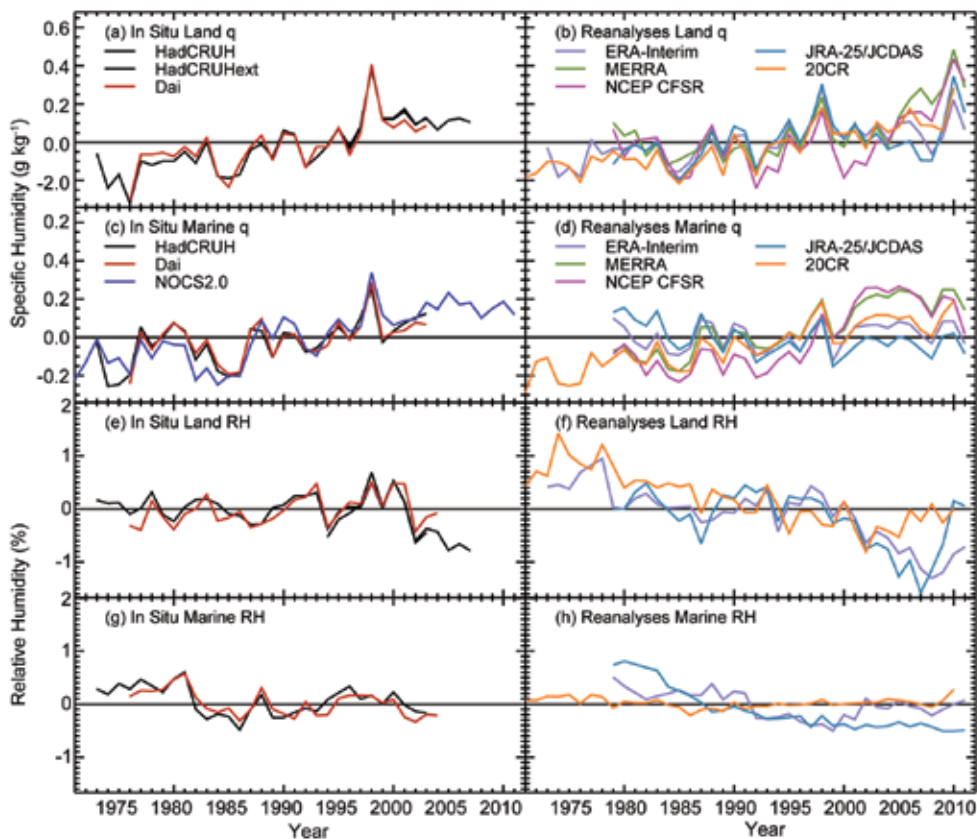 (a) In Situ Land q
HadCRUH
HadCRUHext
Dai
0.6
0.4
0.2
0.0
-2.0
(b) Reanalyses Land q
ERA-Interim
MERRA
NCEP CFSR
JRA-25/JCDAS
20CR
Specific Humidity (g kg⁻¹)
(c) In Situ Marine q
HadCRUH
Dai
NOCS2.0
0.2
0.4
0.2
0.0
-0.2
(d) Reanalyses Marine q
ERA-Interim
MERRA
NCEP CFSR
JRA-25/JCDAS
20CR
(e) In Situ Land RH
2
1
0
-1
(f) Reanalyses Land RH
Relative Humidity (%)
(g) In Situ Marine RH
2
1
0
-1
(h) Reanalyses Marine RH
1975 1980 1985 1990 1995 2000 2005 2010
1975 1980 1985 1990 1995 2000 2005 2010
Year
Year